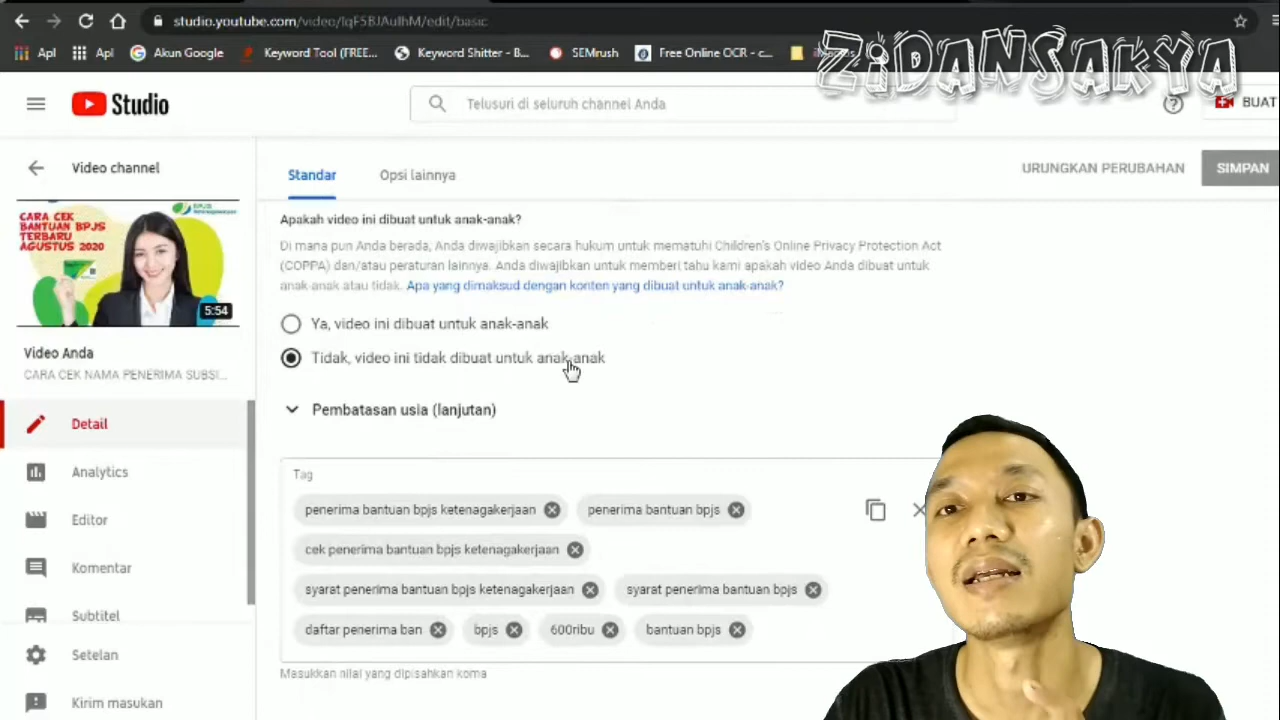 studio.youtube.com/video/IqF5BJAuIhM/edit/basic
Apl
Apl
Akun Google
Keyword Tool (FREE...
Keyword Shitter - B...
SEMrush
Free Online OCR - c...
ZiDANSAKYA
Studio
Telusuri di seluruh channel Anda
BUAT
Video channel
Standar
Opsi lainnya
URUNGKAN PERUBAHAN
SIMPAN
CARA CEK
BANTUAN BPJS
TERBARU
AGUSTUS 2020
BPJS
Ketenagakerjaan
5:54
Video Anda
CARA CEK NAMA PENERIMA SUBSI...
Detail
Analytics
Editor
Komentar
Subtitel
Setelan
Kirim masukan
Apakah video ini dibuat untuk anak-anak?
Di mana pun Anda berada, Anda diwajibkan secara hukum untuk mematuhi Children's Online Privacy Protection Act
(COPPA) dan/atau peraturan lainnya. Anda diwajibkan untuk memberi tahu kami apakah video Anda dibuat untuk
anak-anak atau tidak. Apa yang dimaksud dengan konten yang dibuat untuk anak-anak?
Ya, video ini dibuat untuk anak-anak
Tidak, video ini tidak dibuat untuk anak-anak
Pembatasan usia (lanjutan)
Tag
penerima bantuan bpjs ketenagakerjaan
penerima bantuan bpjs
cek penerima bantuan bpjs ketenagakerjaan
syarat penerima bantuan bpjs ketenagakerjaan
syarat penerima bantuan bpjs
daftar penerima ban
bpjs
600ribu
bantuan bpjs
Masukkan nilai yang dipisahkan koma